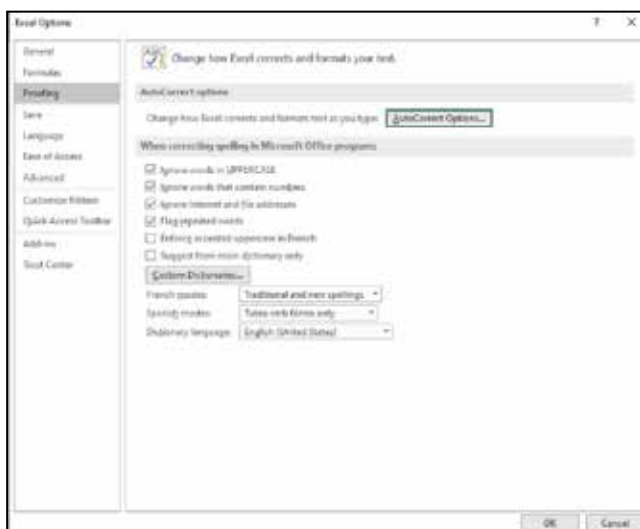 Excel Options
? X
General
Formulas
Proofing
Save
Language
Ease of Access
Advanced
Customize Ribbon
Quick Access Toolbar
Add-ins
Trust Center
Change how Excel corrects and formats your text.
AutoCorrect options
Change how Excel corrects and formats text as you type: AutoCorrect Options...
When correcting spelling in Microsoft Office programs
Ignore words in UPPERCASE
Ignore words that contain numbers
Ignore Internet and file addresses
Flag repeated words
Enforce accented uppercase in French
Suggest from main dictionary only
Custom Dictionaries...
French modes: Traditional and new spellings
Spanish modes: Tuteo verb forms only
Dictionary language: English (United States)
OK Cancel